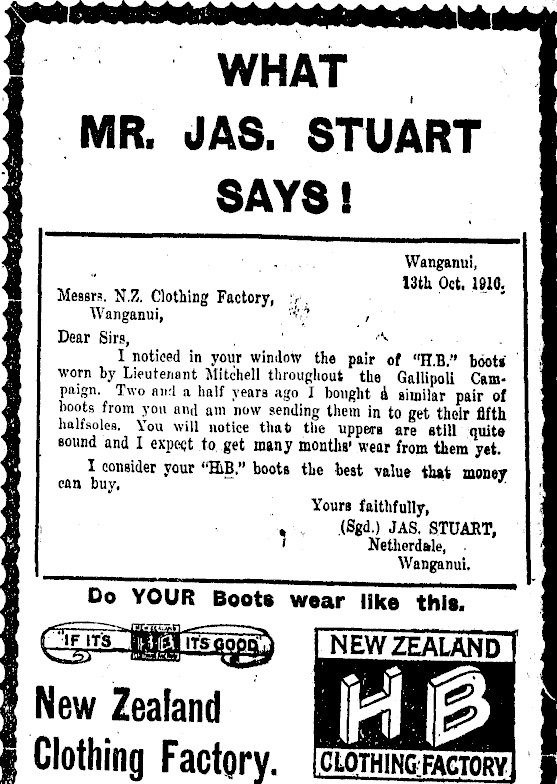 WHAT
MR. JAS. STUART
SAYS!
Wanganui,
13th Oct. 1916.
Messrs. N.Z. Clothing Factory,
Wanganui,
Dear Sirs,
I noticed in your window the pair of "H.B." boots
worn by Lieutenant Mitchell throughout the Gallipoli Cam-
paign. Two and a half years ago I bought a similar pair of
boots from you and am now sending them in to get their fifth
halfsoles. You will notice that the uppers are still quite
sound and I expect to get many months' wear from them yet.
I consider your "H.B." boots the best value that money
can buy.
Yours faithfully,
(Sgd.) JAS. STUART,
Netherdale,
Wanganui.
Do YOUR Boots wear like this.
"IF IT'S HB ITS GOOD"
New Zealand
Clothing Factory.
NEW ZEALAND
HB
CLOTHING FACTORY